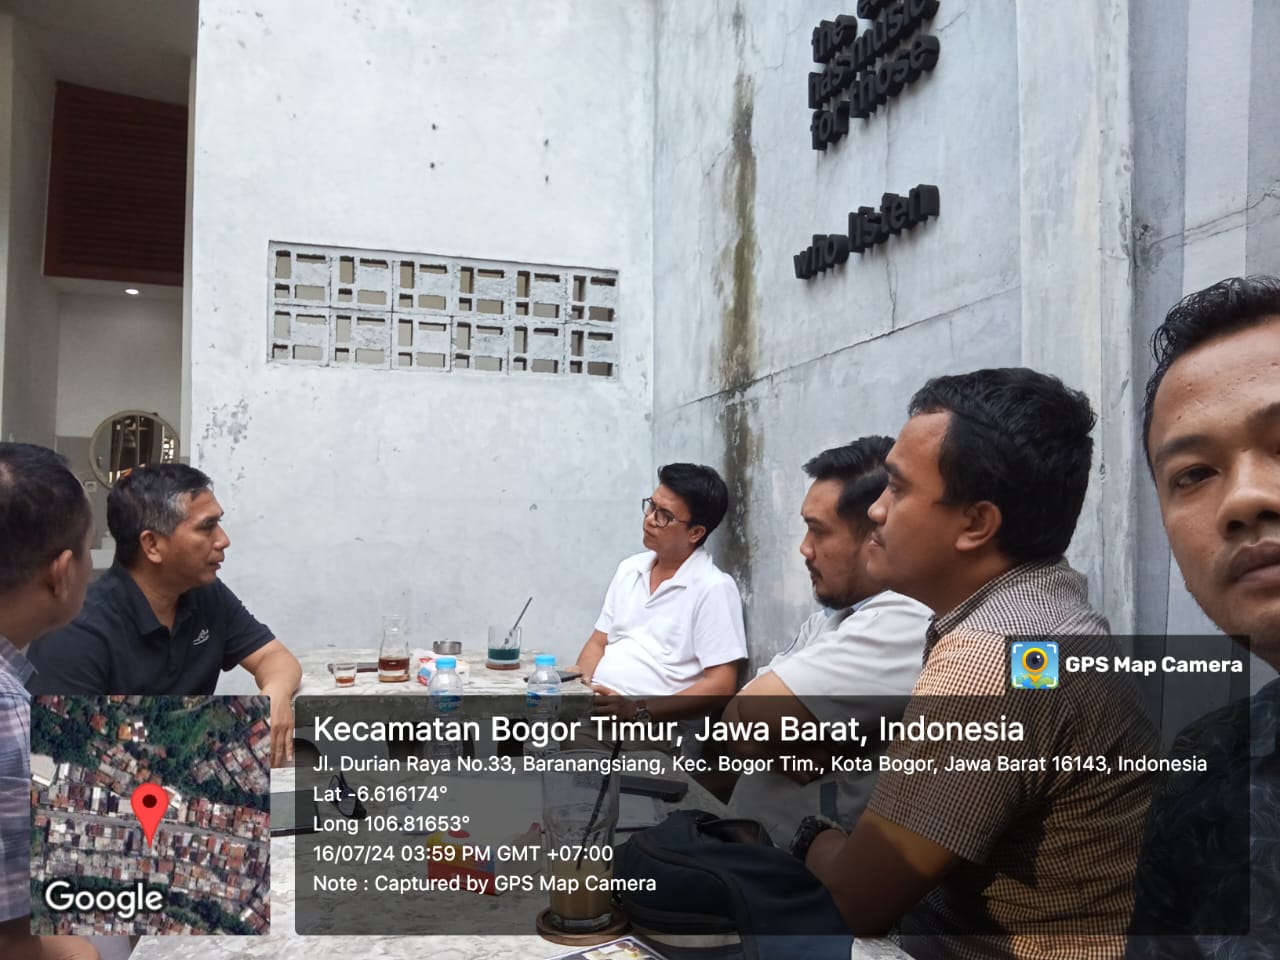 the
has music
for those
who listen
GPS Map Camera
Kecamatan Bogor Timur, Jawa Barat, Indonesia
Jl. Durian Raya No.33, Baranangsiang, Kec. Bogor Tim., Kota Bogor, Jawa Barat 16143, Indonesia
Lat -6.616174°
Long 106.81653°
16/07/24 03:59 PM GMT +07:00
Note : Captured by GPS Map Camera
Google